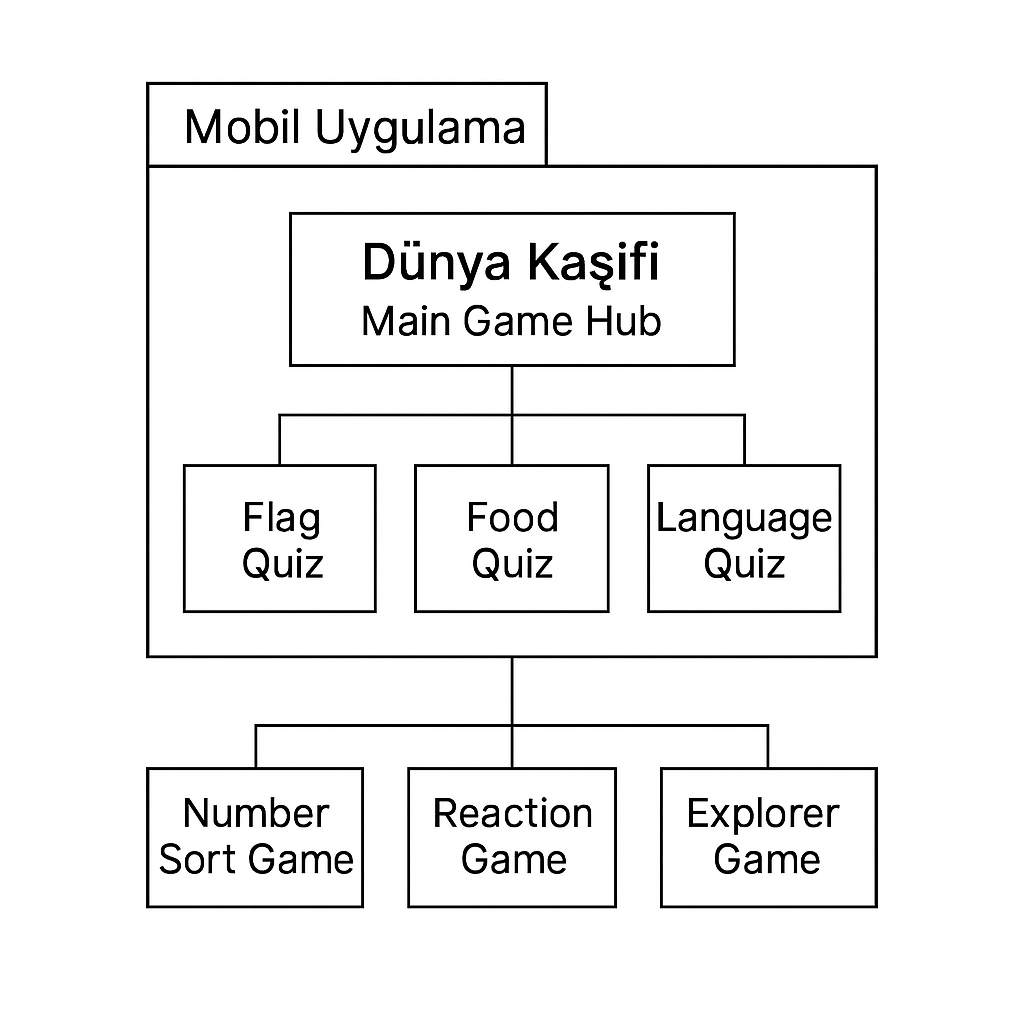 Mobil Uygulama
Dünya Kaşifi
Main Game Hub
Flag
Quiz
Food
Quiz
Language
Quiz
Number
Sort Game
Reaction
Game
Explorer
Game